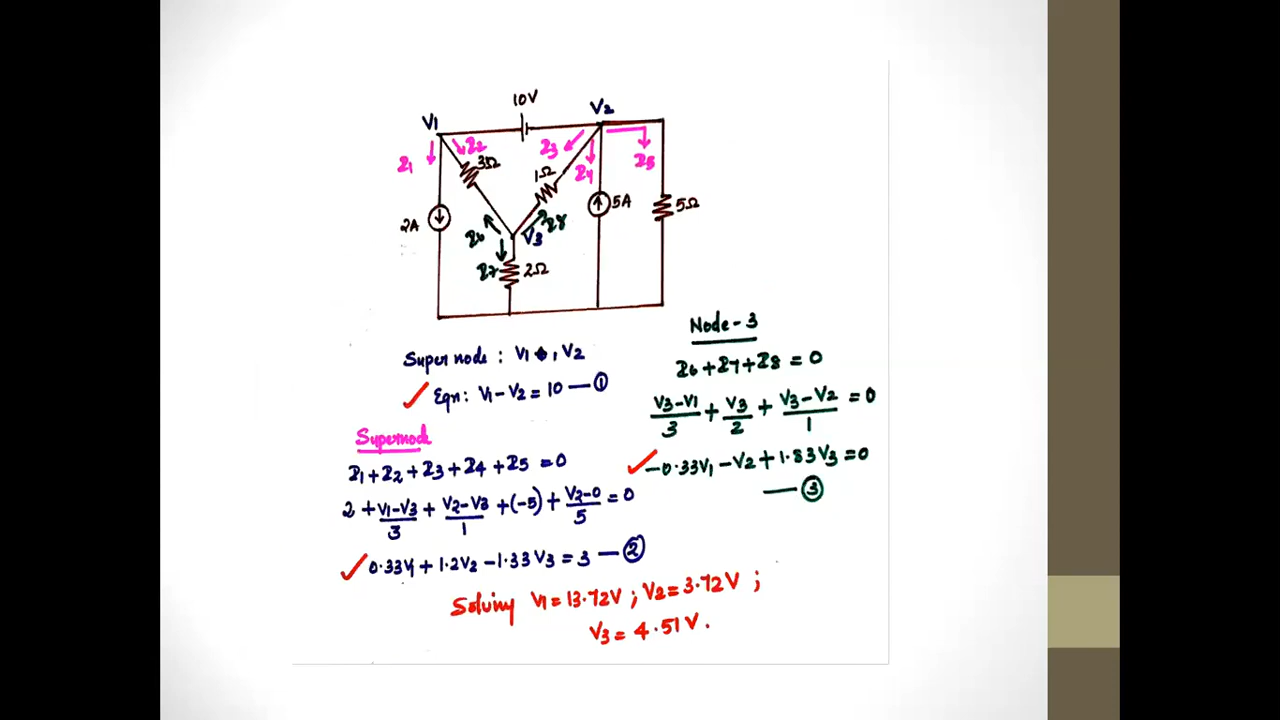 10V
V1
V2
I1
I2
3Ω
I3
1Ω
I4
I5
2A
5A
5Ω
I6
V3
I8
I7
2Ω
Super node : V1 , V2
Eqn: V1 - V2 = 10 — ①
Supernode
I1 + I2 + I3 + I4 + I5 = 0
2 + (V1-V3)/3 + (V2-V3)/1 + (-5) + (V2-0)/5 = 0
0.33V1 + 1.2V2 - 1.33V3 = 3 — ②
Node - 3
I6 + I7 + I8 = 0
(V3-V1)/3 + V3/2 + (V3-V2)/1 = 0
-0.33V1 - V2 + 1.83V3 = 0
— ③
Solving V1 = 13.72V ; V2 = 3.72V ;
V3 = 4.51V.